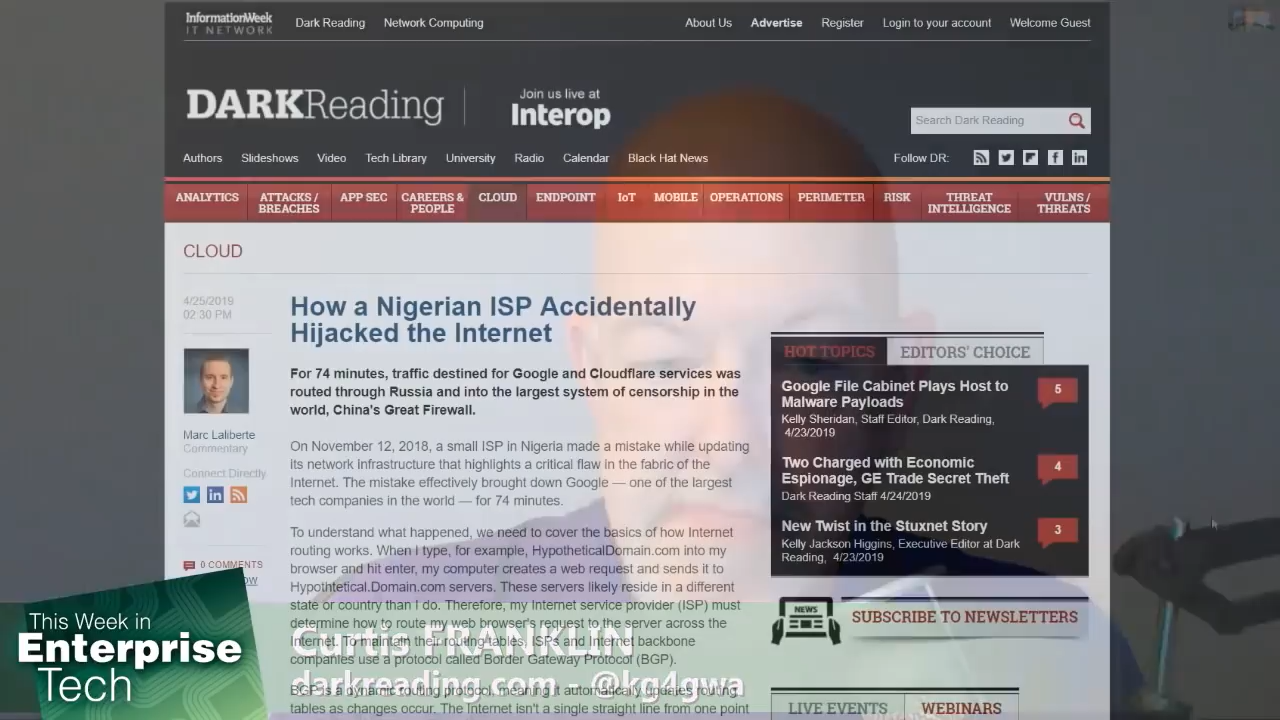 InformationWeek
IT NETWORK
Dark Reading
Network Computing
About Us
Advertise
Register
Login to your account
Welcome Guest
DARKReading
Join us live at
Interop
Search Dark Reading
Authors
Slideshows
Video
Tech Library
University
Radio
Calendar
Black Hat News
Follow DR:
ANALYTICS
ATTACKS /
BREACHES
APP SEC
CAREERS &
PEOPLE
CLOUD
ENDPOINT
IoT
MOBILE
OPERATIONS
PERIMETER
RISK
THREAT
INTELLIGENCE
VULNS /
THREATS
CLOUD
4/25/2019
02:30 PM
Marc Laliberte
Commentary
Connect Directly
0 COMMENTS
How a Nigerian ISP Accidentally
Hijacked the Internet
For 74 minutes, traffic destined for Google and Cloudflare services was
routed through Russia and into the largest system of censorship in the
world, China's Great Firewall.
On November 12, 2018, a small ISP in Nigeria made a mistake while updating
its network infrastructure that highlights a critical flaw in the fabric of the
Internet. The mistake effectively brought down Google — one of the largest
tech companies in the world — for 74 minutes.
To understand what happened, we need to cover the basics of how Internet
routing works. When I type, for example, HypotheticalDomain.com into my
browser and hit enter, my computer creates a web request and sends it to
Hypothtetical.Domain.com servers. These servers likely reside in a different
state or country than I do. Therefore, my Internet service provider (ISP) must
determine how to route my web browser's request to the server across the
Internet. To maintain their routing tables, ISPs and Internet backbone
companies use a protocol called Border Gateway Protocol (BGP).
BGP is a dynamic routing protocol, meaning it automatically updates routing
tables as changes occur. The Internet isn't a single straight line from one point
HOT TOPICS
EDITORS' CHOICE
Google File Cabinet Plays Host to
Malware Payloads
Kelly Sheridan, Staff Editor, Dark Reading,
4/23/2019
5
Two Charged with Economic
Espionage, GE Trade Secret Theft
Dark Reading Staff 4/24/2019
4
New Twist in the Stuxnet Story
Kelly Jackson Higgins, Executive Editor at Dark
Reading, 4/23/2019
3
NEWS
SUBSCRIBE TO NEWSLETTERS
LIVE EVENTS
WEBINARS
This Week in
Enterprise
Tech
Curtis FRANKLIN
darkreading.com - @kg4gwa